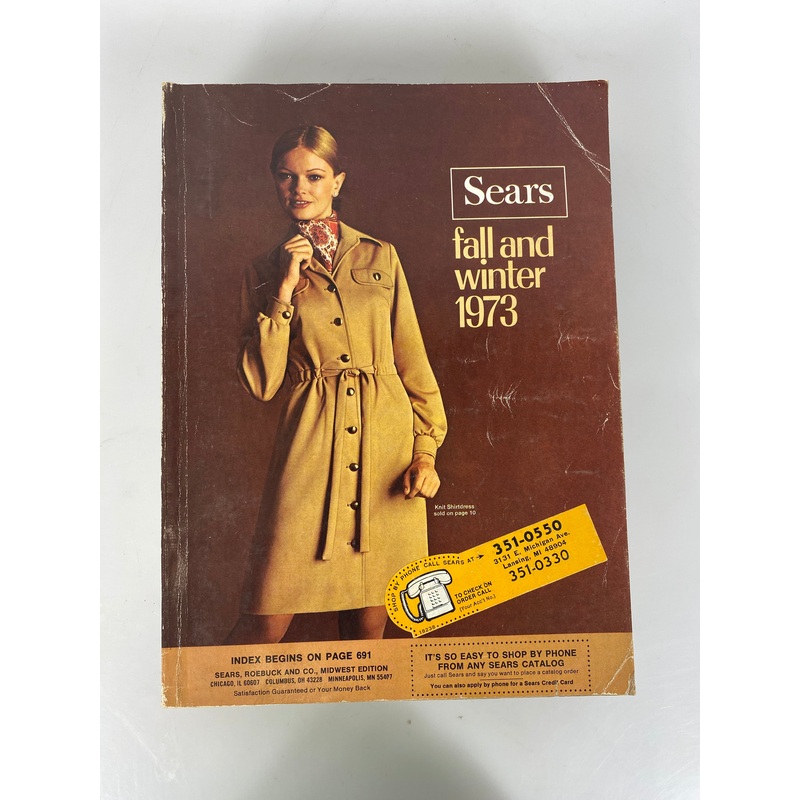 Sears
fall and
winter
1973
Knit Shirtdress
sold on page 10
SHOP BY PHONE CALL SEARS AT →
351-0550
3131 E. Michigan Ave.
Lansing, MI 48904
351-0330
TO CHECK ON
ORDER CALL
(Your Acc't No.)
INDEX BEGINS ON PAGE 691
SEARS, ROEBUCK AND CO., MIDWEST EDITION
CHICAGO, IL 60607 COLUMBUS, OH 43228 MINNEAPOLIS, MN 55407
Satisfaction Guaranteed or Your Money Back
IT'S SO EASY TO SHOP BY PHONE
FROM ANY SEARS CATALOG
Just call Sears and say you want to place a catalog order
You can also apply by phone for a Sears Credit Card